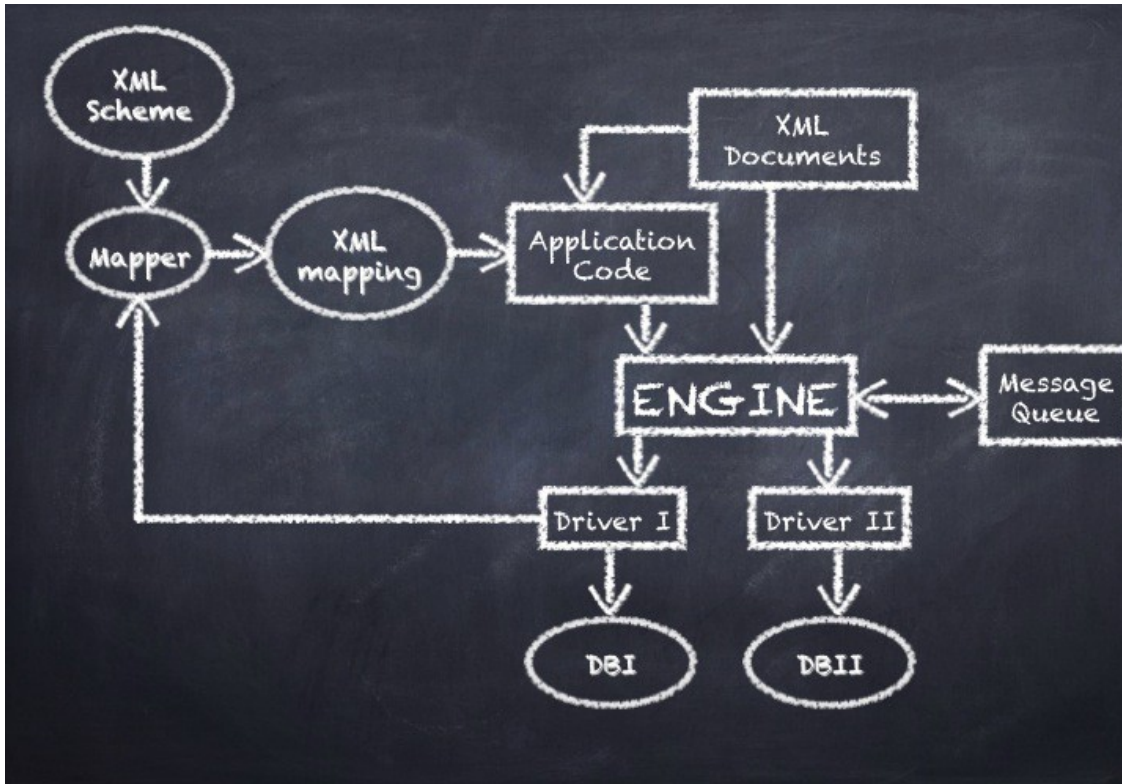 XML
Scheme
XML
Documents
Mapper
XML
mapping
Application
Code
ENGINE
Message
Queue
Driver I
Driver II
DBI
DBII